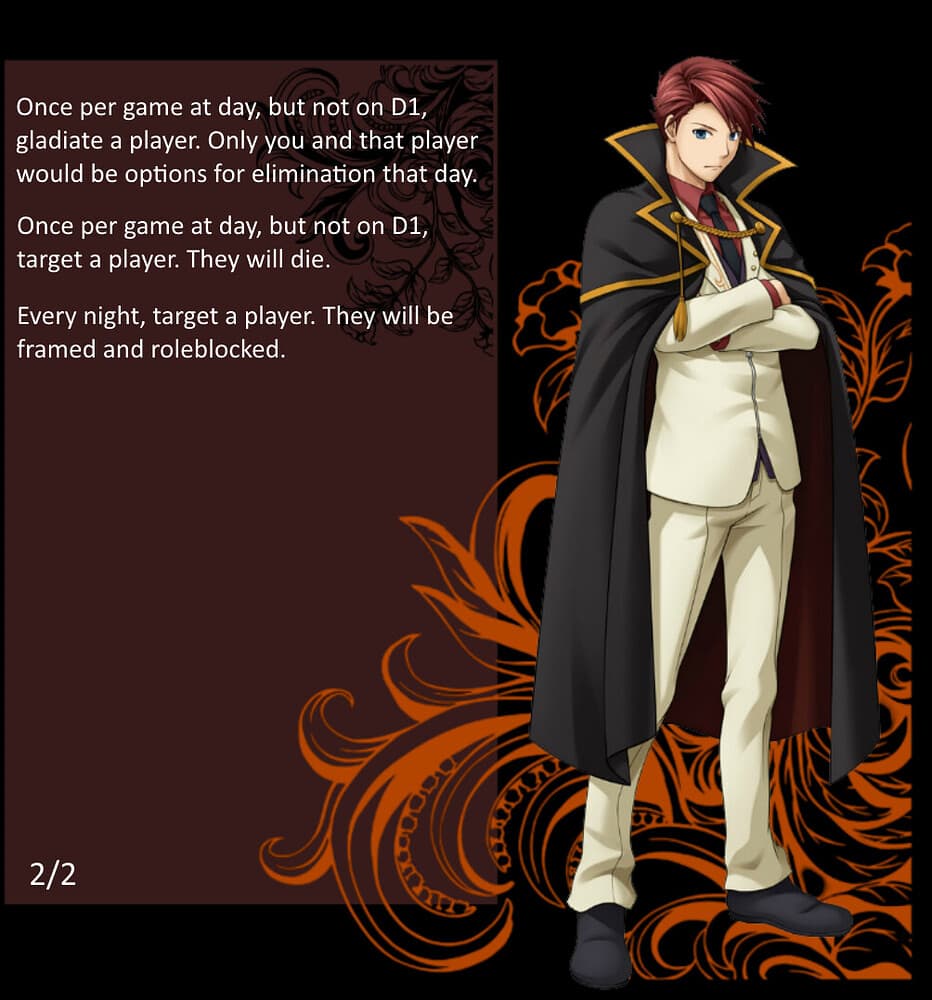 Once per game at day, but not on D1,
gladiate a player. Only you and that player
would be options for elimination that day.
Once per game at day, but not on D1,
target a player. They will die.
Every night, target a player. They will be
framed and roleblocked.
2/2